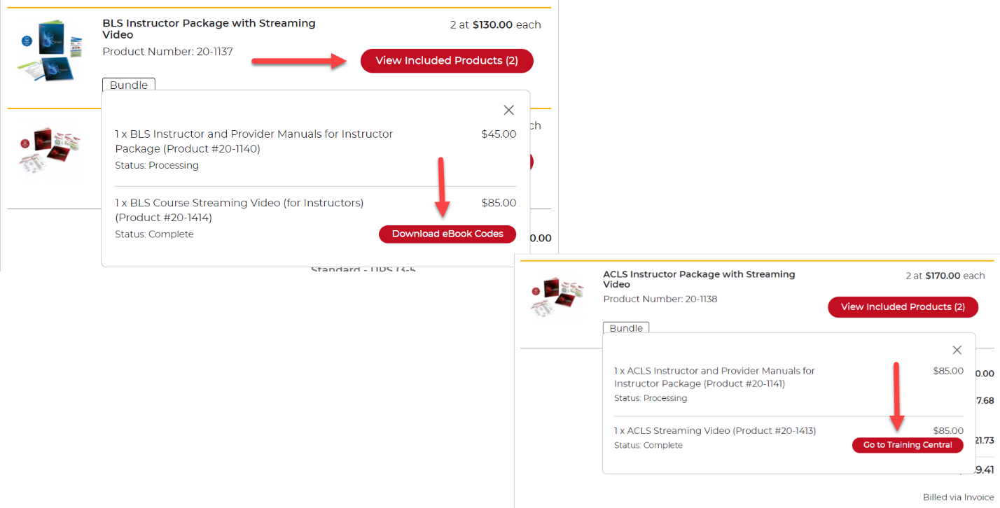 BLS Instructor Package with Streaming
Video
2 at $130.00 each
Product Number: 20-1137
View Included Products (2)
Bundle
1 x BLS Instructor and Provider Manuals for Instructor
Package (Product #20-1140)
$45.00
Status: Processing
1 x BLS Course Streaming Video (for Instructors)
(Product #20-1414)
$85.00
Status: Complete
Download eBook Codes
ch
0.00
Standard - UPS (3-5
ACLS Instructor Package with Streaming
Video
2 at $170.00 each
Product Number: 20-1138
View Included Products (2)
Bundle
1 x ACLS Instructor and Provider Manuals for
Instructor Package (Product #20-1141)
$85.00
Status: Processing
1 x ACLS Streaming Video (Product #20-1413)
$85.00
Status: Complete
Go to Training Central
0.00
7.68
21.73
9.41
Billed via Invoice